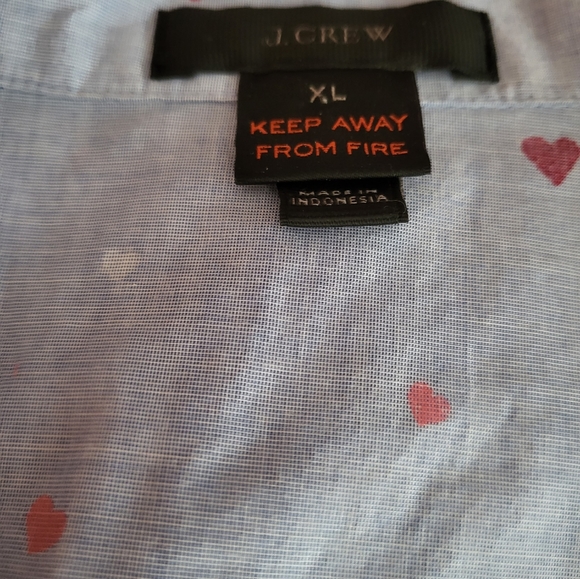 J.CREW
XL
KEEP AWAY
FROM FIRE
MADE IN
INDONESIA